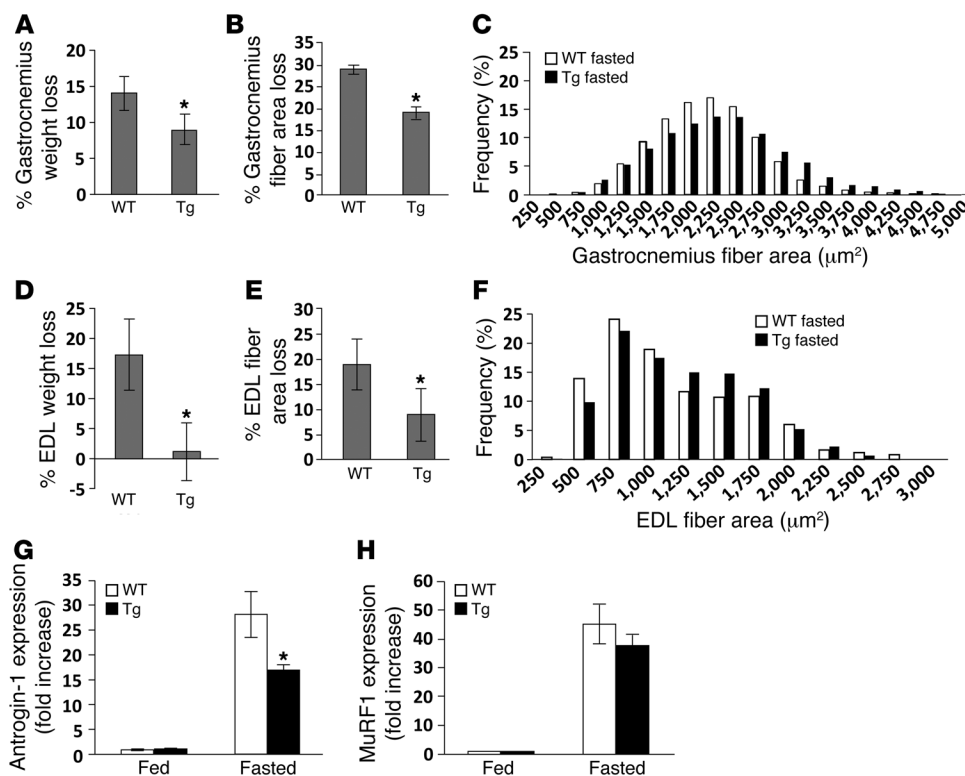 A
% Gastrocnemius
weight loss
20
15
10
5
0
*
WT
Tg
B
% Gastrocnemius
fiber area loss
35
30
25
20
15
10
5
0
*
WT
Tg
C
Frequency (%)
25
20
15
10
5
0
WT fasted
Tg fasted
250
500
750
1,000
1,250
1,500
1,750
2,000
2,250
2,500
2,750
3,000
3,250
3,500
3,750
4,000
4,250
4,500
4,750
5,000
Gastrocnemius fiber area (μm²)
D
% EDL weight loss
25
20
15
10
5
0
-5
*
WT
Tg
E
% EDL fiber
area loss
30
25
20
15
10
5
0
*
WT
Tg
F
Frequency (%)
25
20
15
10
5
0
WT fasted
Tg fasted
250
500
750
1,000
1,250
1,500
1,750
2,000
2,250
2,500
2,750
3,000
EDL fiber area (μm²)
G
Antrogin-1 expression
(fold increase)
35
30
25
20
15
10
5
0
WT
Tg
*
Fed
Fasted
H
MuRF1 expression
(fold increase)
60
50
40
30
20
10
0
WT
Tg
Fed
Fasted